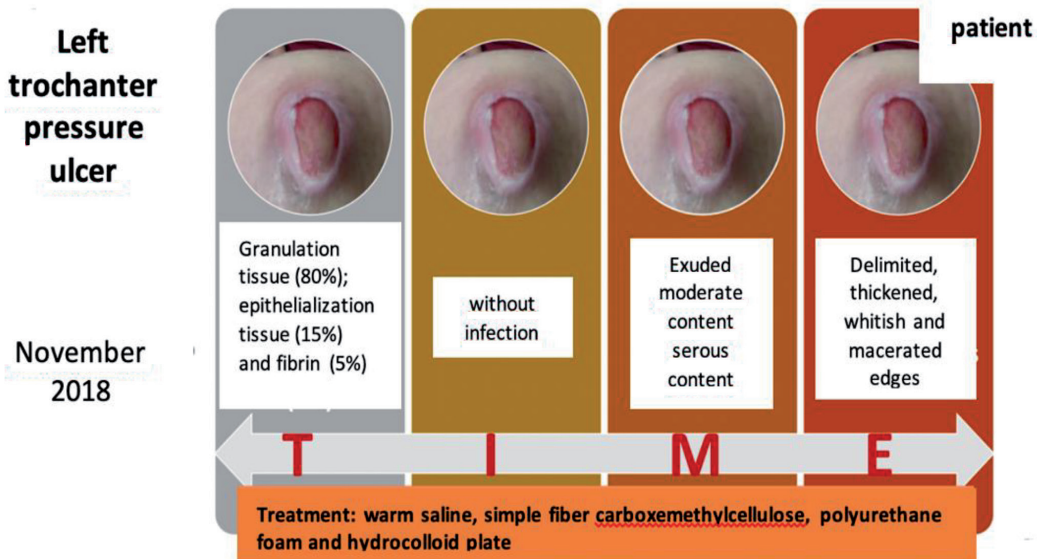 Left
trochanter
pressure
ulcer
patient
Granulation
tissue (80%);
epithelialization
tissue (15%)
and fibrin (5%)
without
infection
Exuded
moderate
content
serous
content
Delimited,
thickened,
whitish and
macerated
edges
November
2018
T I M E
Treatment: warm saline, simple fiber carboxemethylcellulose, polyurethane
foam and hydrocolloid plate